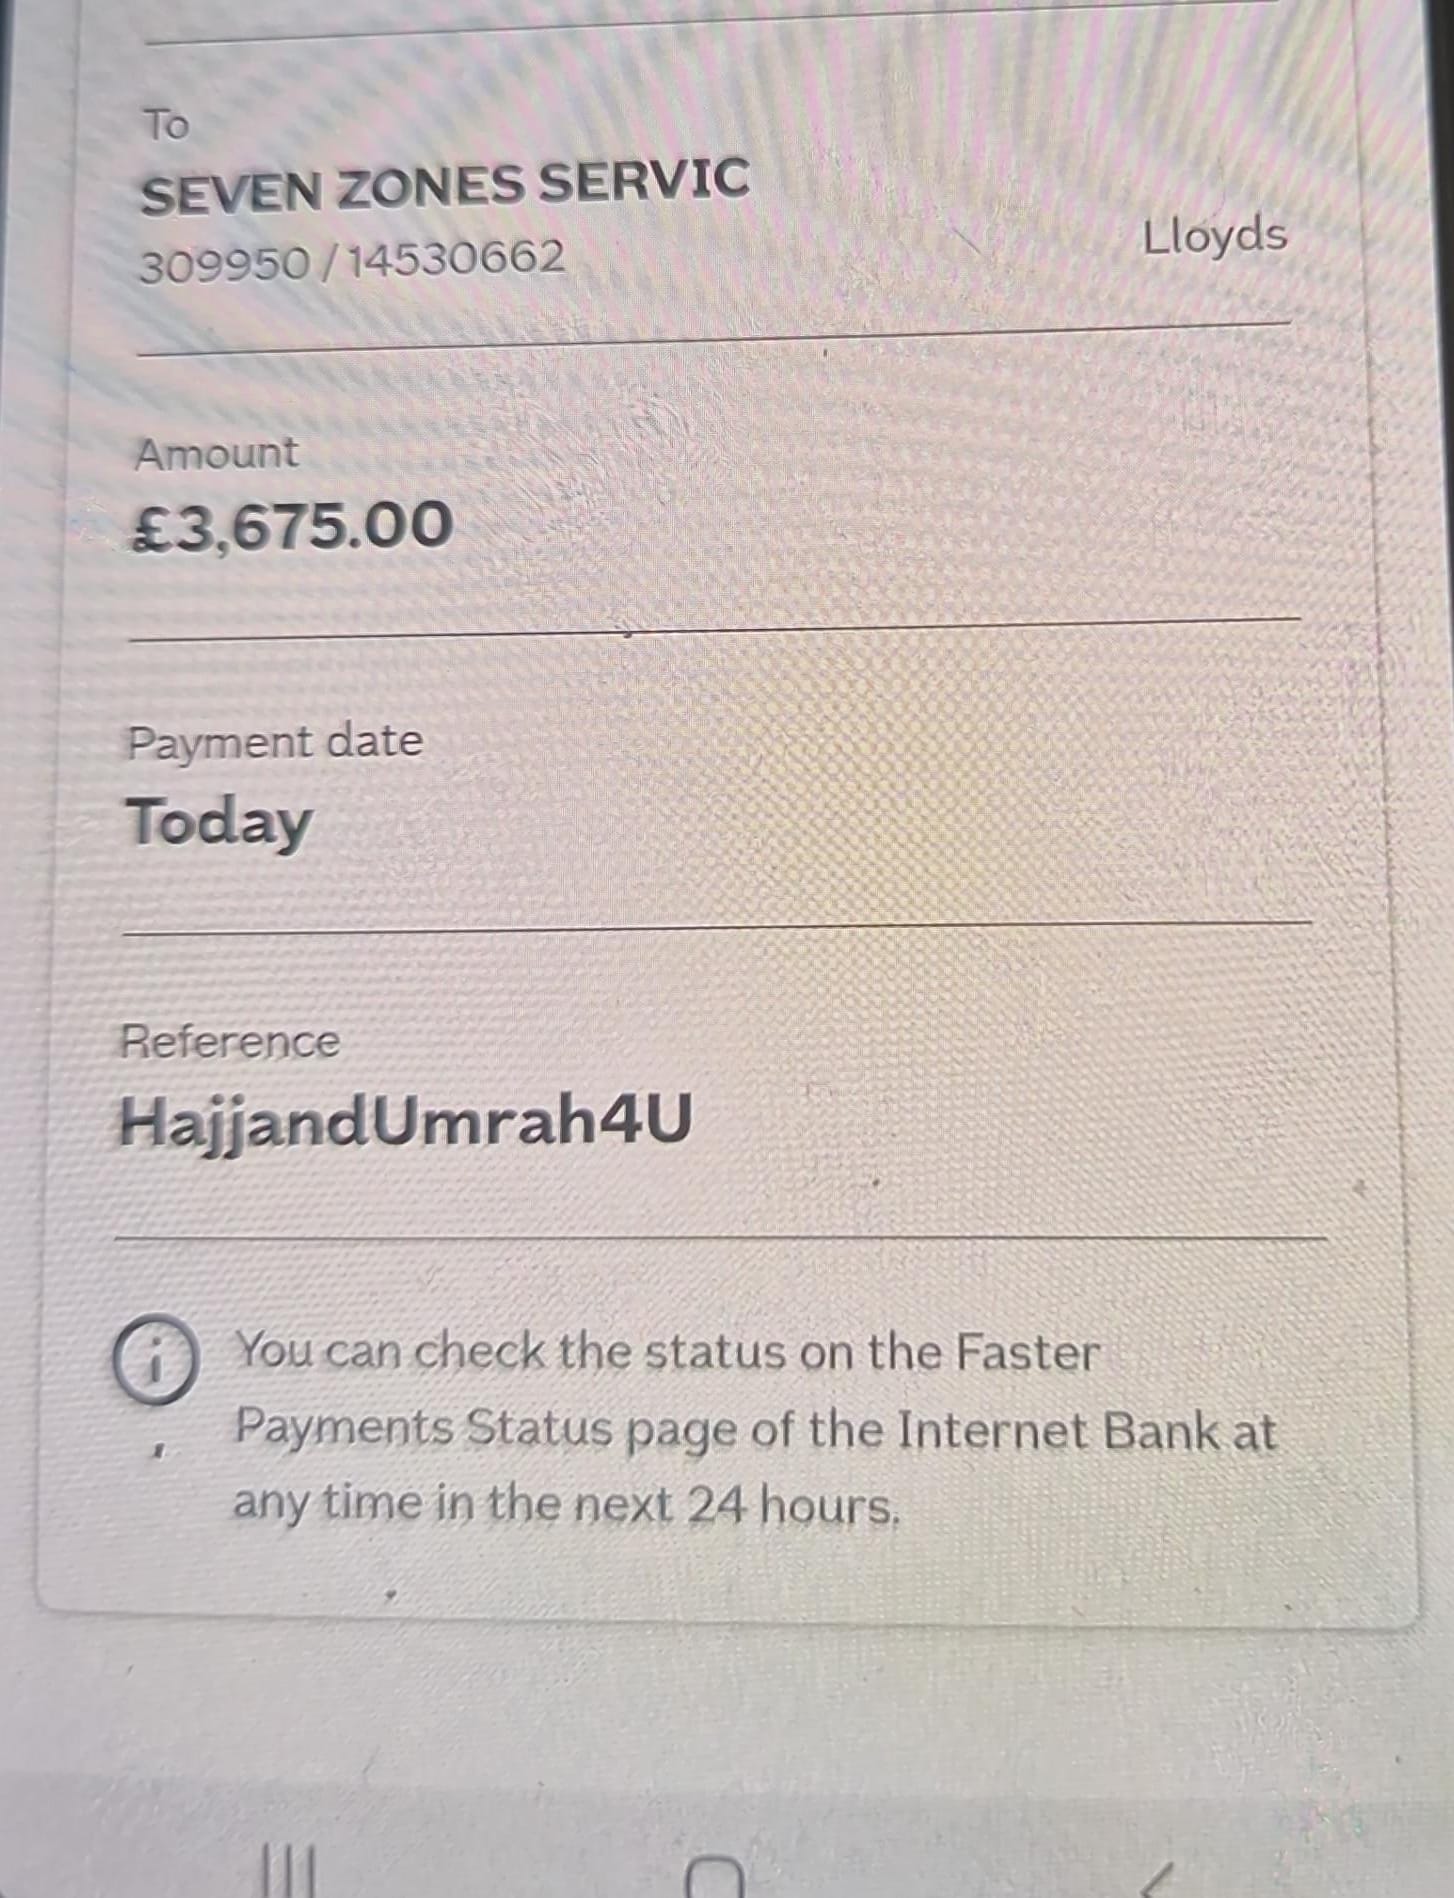 To
SEVEN ZONES SERVIC
309950 / 14530662
Lloyds
Amount
£3,675.00
Payment date
Today
Reference
HajjandUmrah4U
You can check the status on the Faster
Payments Status page of the Internet Bank at
any time in the next 24 hours.